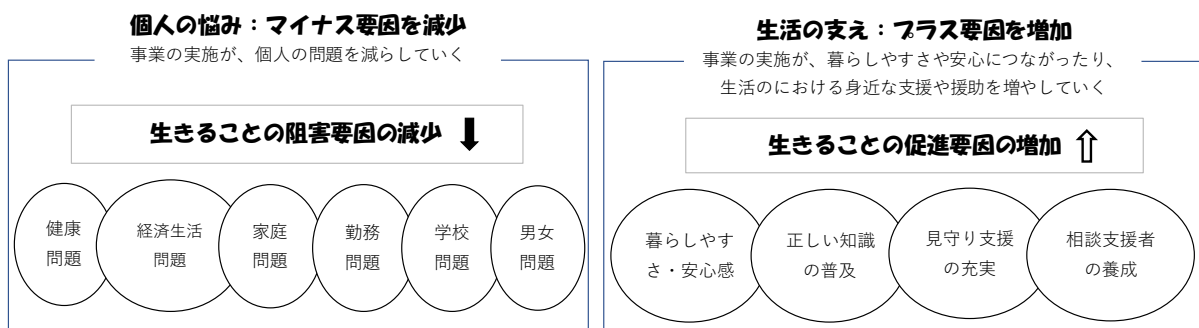 個人の悩み：マイナス要因を減少
事業の実施が、個人の問題を減らしていく
生きることの阻害要因の減少
健康
問題
経済生活
問題
家庭
問題
勤務
問題
学校
問題
男女
問題
生活の支え：プラス要因を増加
事業の実施が、暮らしやすさや安心につながったり、
生活のにおける身近な支援や援助を増やしていく
生きることの促進要因の増加
暮らしやす
さ・安心感
正しい知識
の普及
見守り支援
の充実
相談支援者
の養成